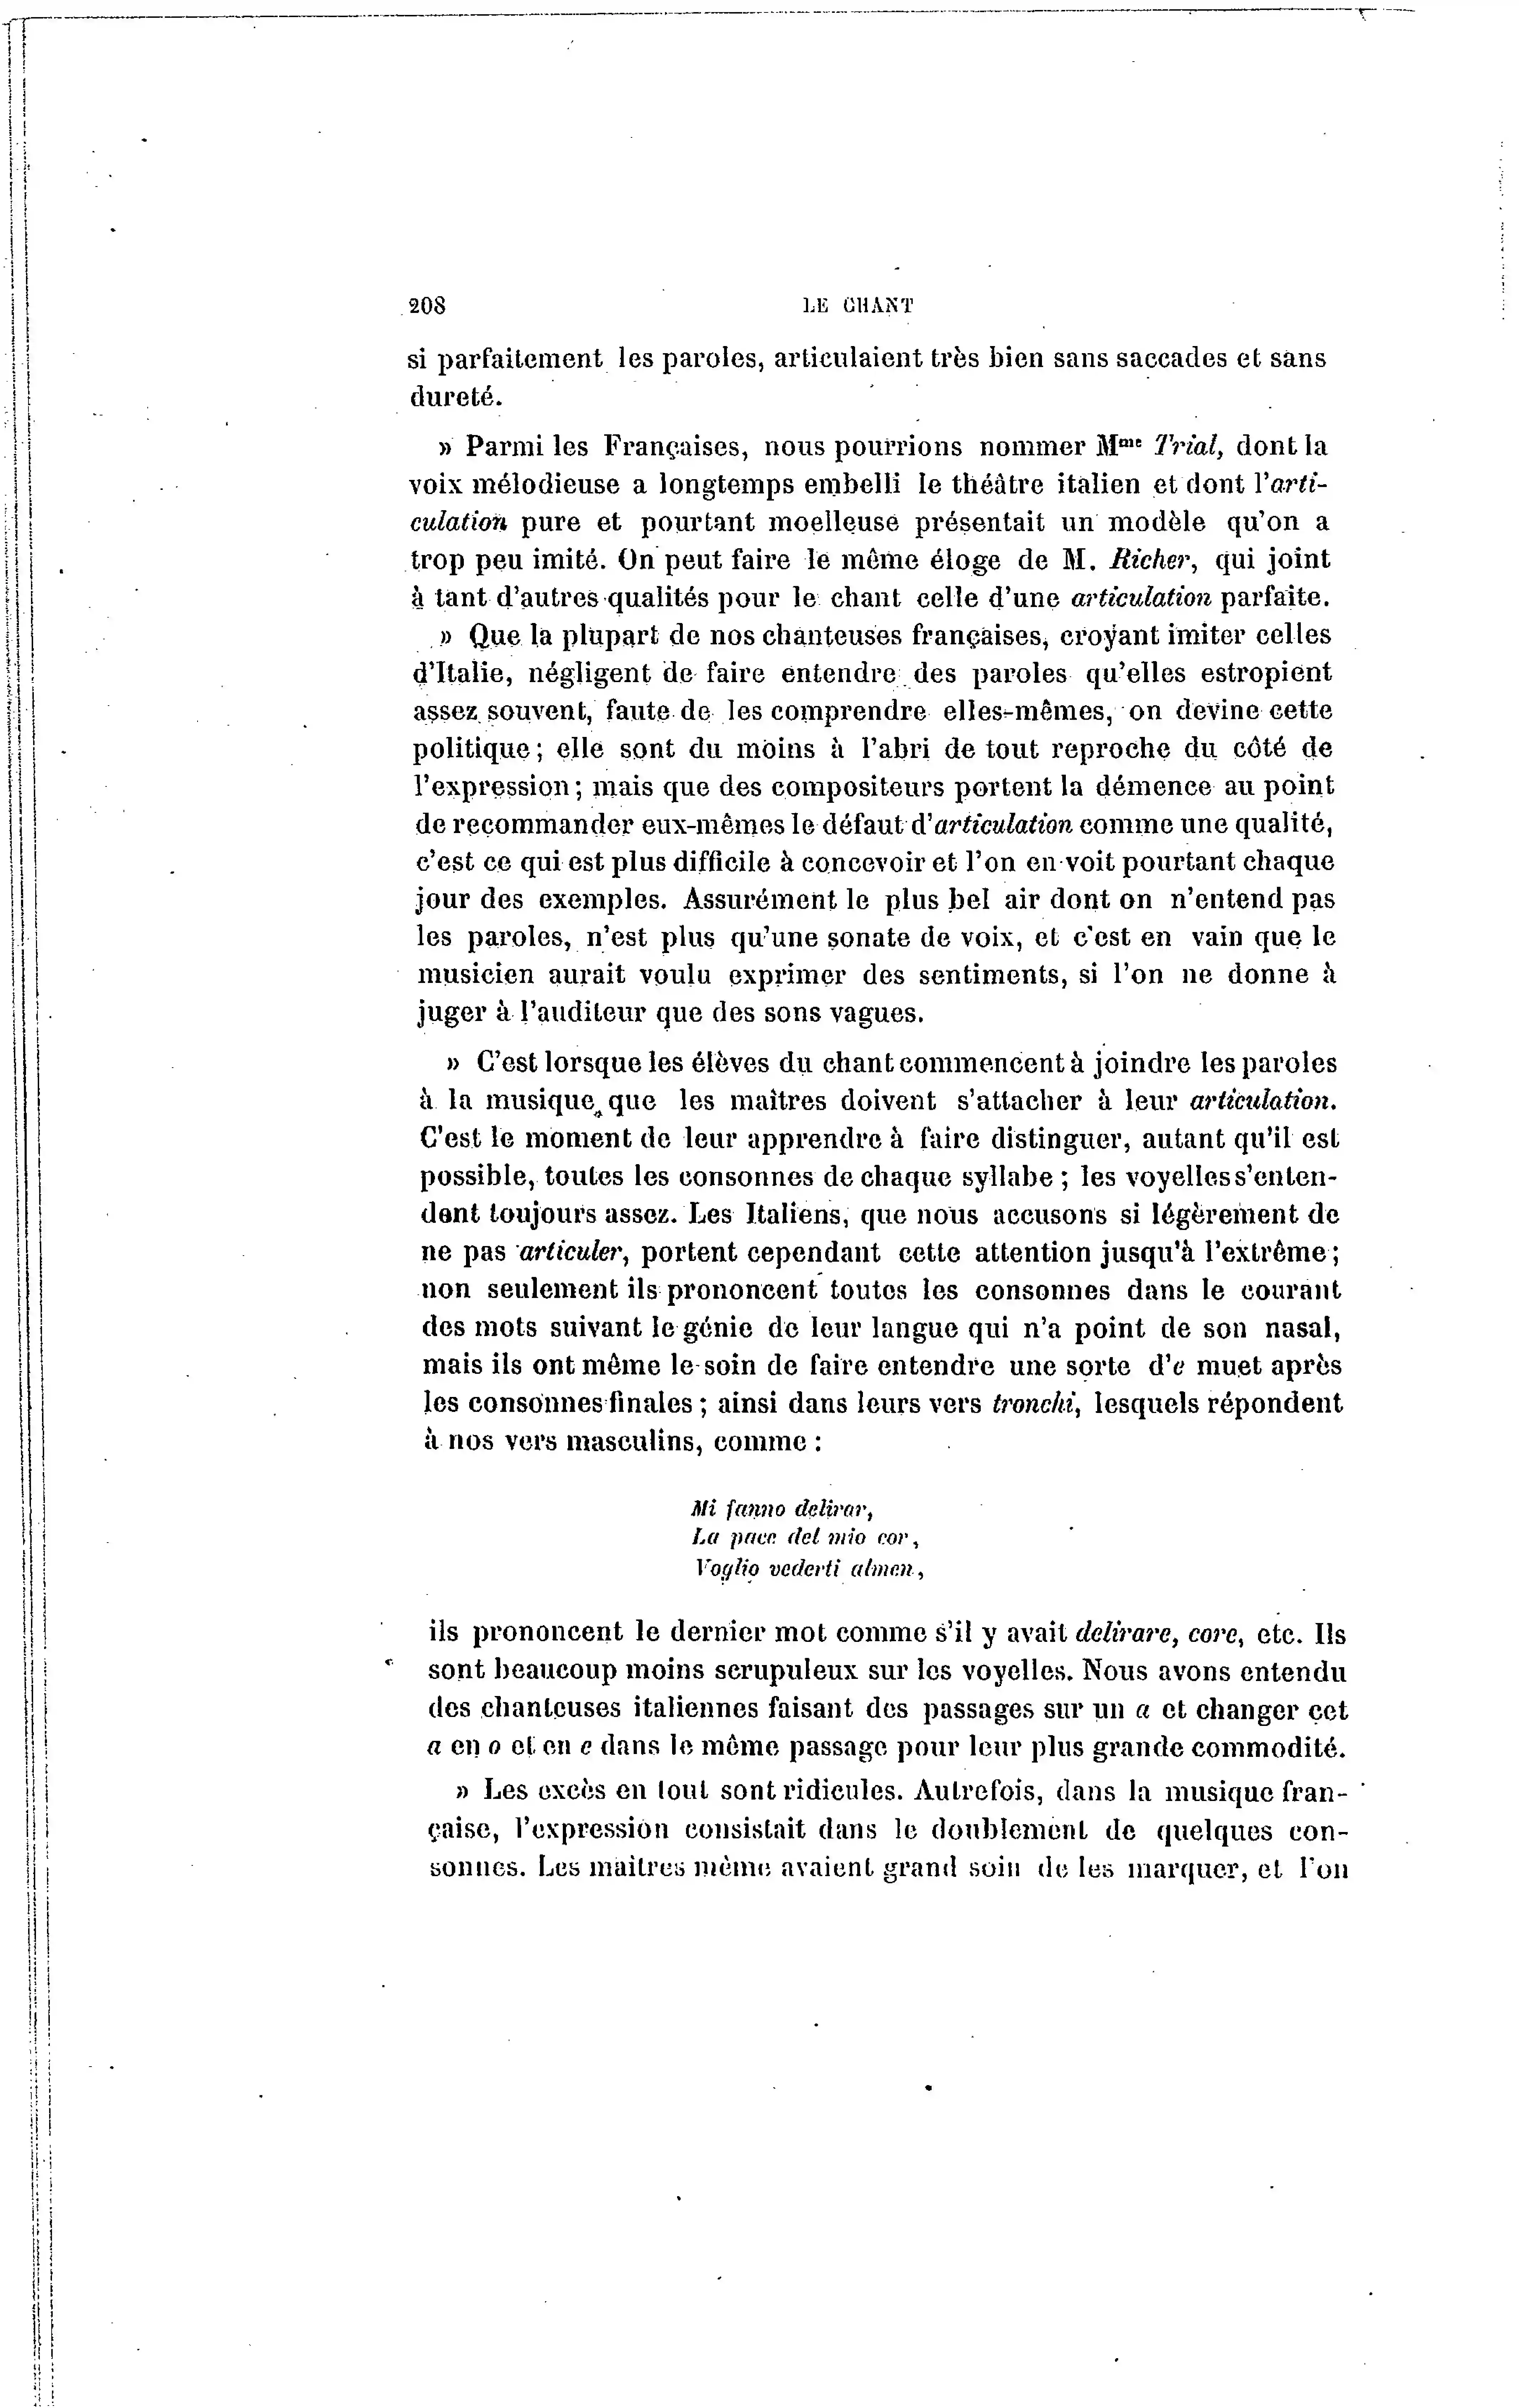 208 LE CHANT
si parfaitement les paroles, articulaient très bien sans saccades et sans
dureté.
» Parmi les Françaises, nous pourrions nommer Mme Trial, dont la
voix mélodieuse a longtemps embelli le théâtre italien et dont l'arti-
culation pure et pourtant moelleuse présentait un modèle qu'on a
trop peu imité. On peut faire le même éloge de M. Richer, qui joint
à tant d'autres qualités pour le chant celle d'une articulation parfaite.
» Que la plupart de nos chanteuses françaises, croyant imiter celles
d'Italie, négligent de faire entendre des paroles qu'elles estropient
assez souvent, faute de les comprendre elles-mêmes, on devine cette
politique; elle sont du moins à l'abri de tout reproche du côté de
l'expression; mais que des compositeurs portent la démence au point
de recommander eux-mêmes le défaut d'articulation comme une qualité,
c'est ce qui est plus difficile à concevoir et l'on en voit pourtant chaque
jour des exemples. Assurément le plus bel air dont on n'entend pas
les paroles, n'est plus qu'une sonate de voix, et c'est en vain que le
musicien aurait voulu exprimer des sentiments, si l'on ne donne à
juger à l'auditeur que des sons vagues.
» C'est lorsque les élèves du chant commencent à joindre les paroles
à la musique, que les maîtres doivent s'attacher à leur articulation.
C'est le moment de leur apprendre à faire distinguer, autant qu'il est
possible, toutes les consonnes de chaque syllabe; les voyelles s'enten-
dent toujours assez. Les Italiens, que nous accusons si légèrement de
ne pas articuler, portent cependant cette attention jusqu'à l'extrême;
non seulement ils prononcent toutes les consonnes dans le courant
des mots suivant le génie de leur langue qui n'a point de son nasal,
mais ils ont même le soin de faire entendre une sorte d'e muet après
les consonnes finales; ainsi dans leurs vers tronchi, lesquels répondent
à nos vers masculins, comme :
Mi fanno delirar,
La pace del mio cor,
Voglio vederti almen,
ils prononcent le dernier mot comme s'il y avait delirare, core, etc. Ils
sont beaucoup moins scrupuleux sur les voyelles. Nous avons entendu
des chanteuses italiennes faisant des passages sur un a et changer cet
a en o et en e dans le même passage pour leur plus grande commodité.
» Les excès en tout sont ridicules. Autrefois, dans la musique fran-
çaise, l'expression consistait dans le doublement de quelques con-
sonnes. Les maîtres même avaient grand soin de les marquer, et l'on